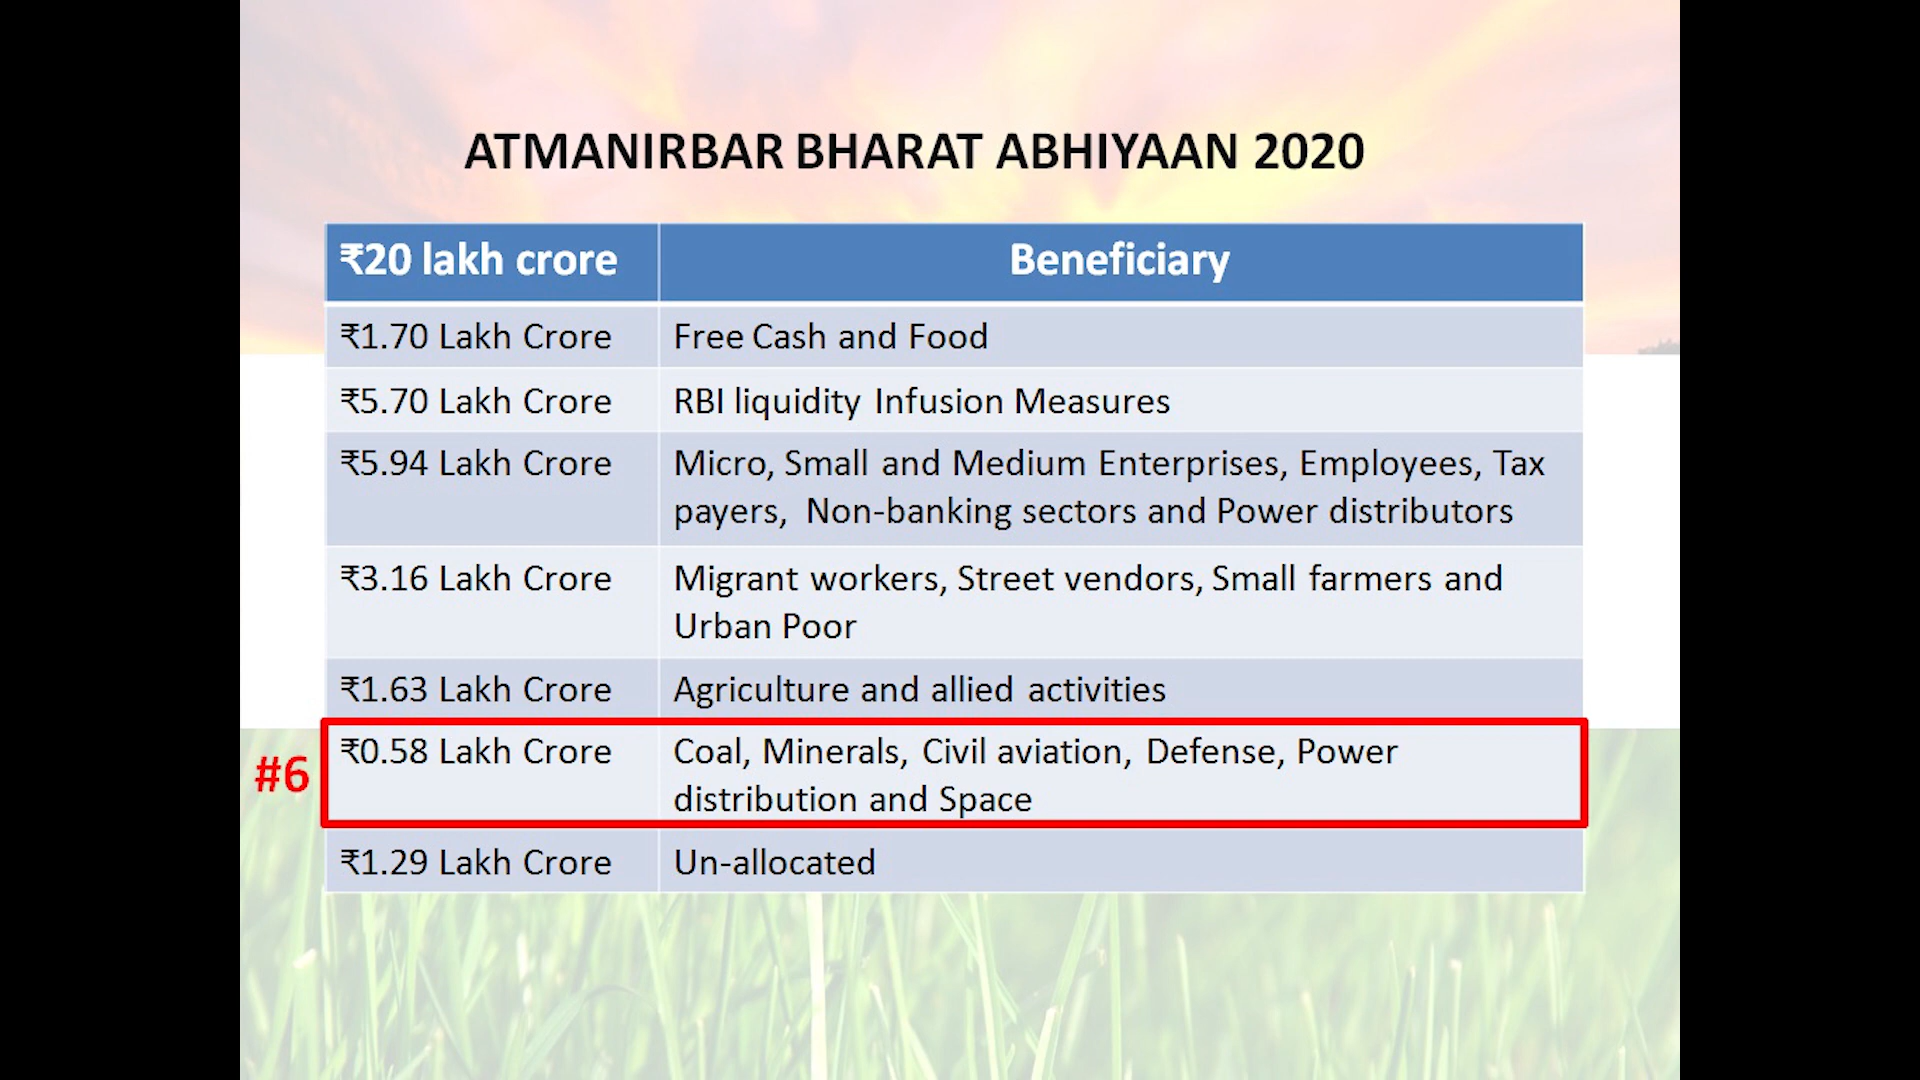 ATMANIRBAR BHARAT ABHIYAAN 2020
₹20 lakh crore Beneficiary
₹1.70 Lakh Crore Free Cash and Food
₹5.70 Lakh Crore RBI liquidity Infusion Measures
₹5.94 Lakh Crore Micro, Small and Medium Enterprises, Employees, Tax
payers, Non-banking sectors and Power distributors
₹3.16 Lakh Crore Migrant workers, Street vendors, Small farmers and
Urban Poor
₹1.63 Lakh Crore Agriculture and allied activities
#6 ₹0.58 Lakh Crore Coal, Minerals, Civil aviation, Defense, Power
distribution and Space
₹1.29 Lakh Crore Un-allocated